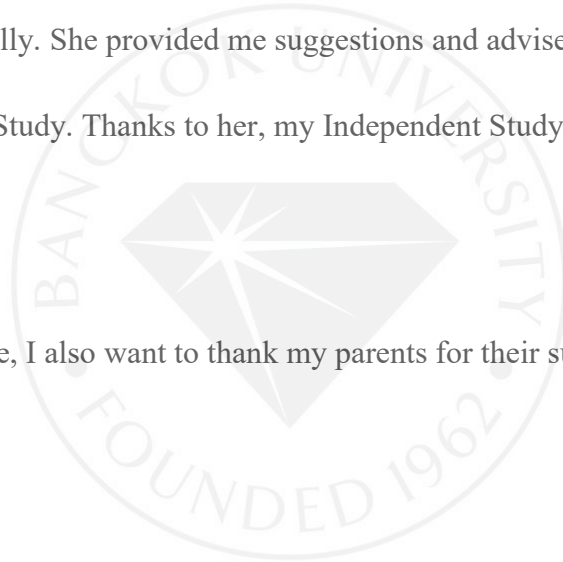 lly. She provided me suggestions and advise
Study. Thanks to her, my Independent Study
e, I also want to thank my parents for their su
BANGKOK UNIVERSITY
FOUNDED 1962